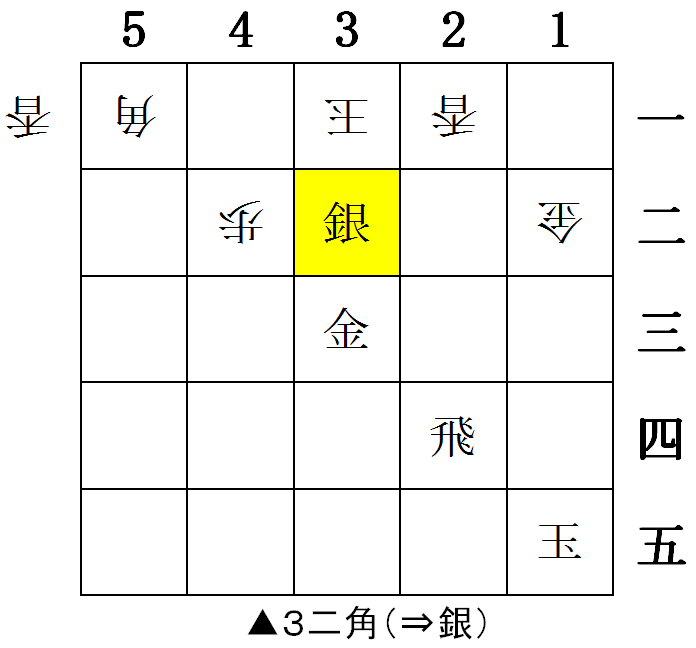 5 4 3 2 1
香 角 王 香 一
歩 銀 金 二
金 三
飛 四
玉 五
▲3二角(⇒銀)